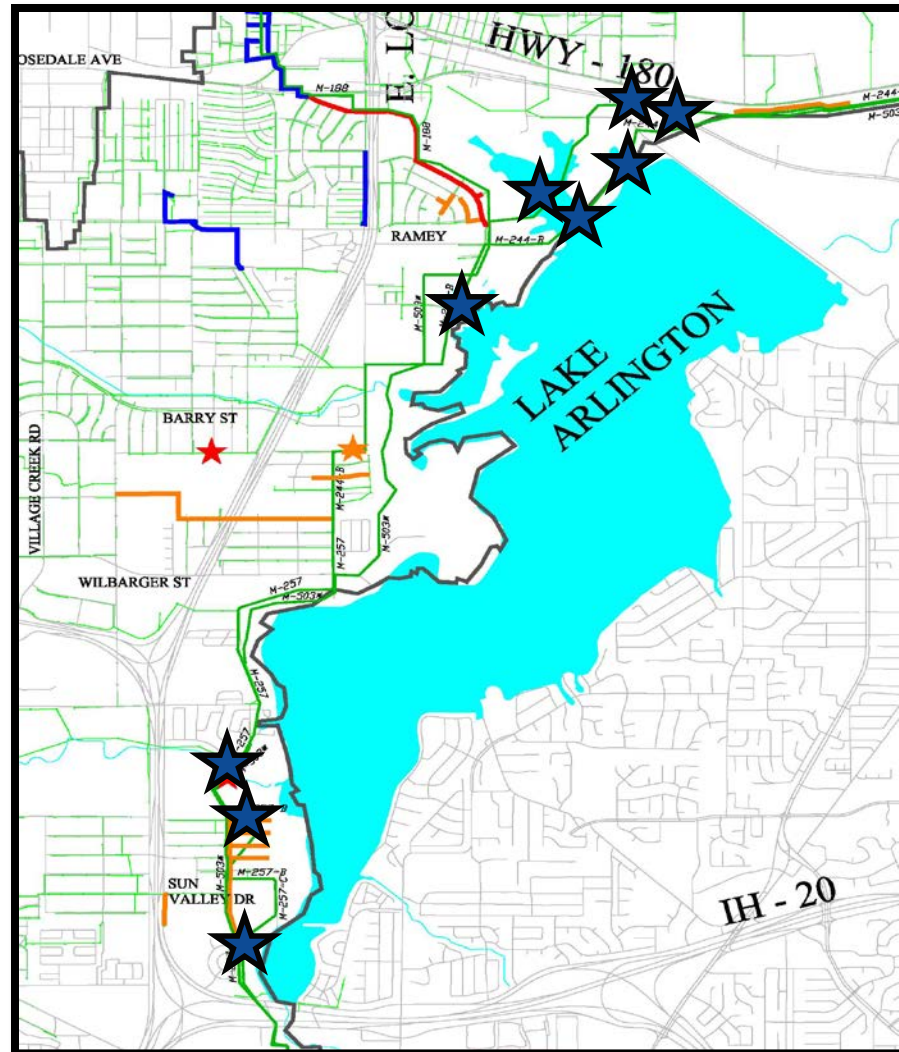 HWY - 180
OSEDALE AVE
E. LO
M-188
M-244
M-244-
M-503
M-188
RAMEY
M-244-B
M-503*
LAKE
ARLINGTON
BARRY ST
VILLAGE CREEK RD
M-244-B
M-503*
M-257
WILBARGER ST
M-257
M-503*
M-257
-257
M-503*
M-257-B
M-257-C
SUN
VALLEY DR
IH - 20